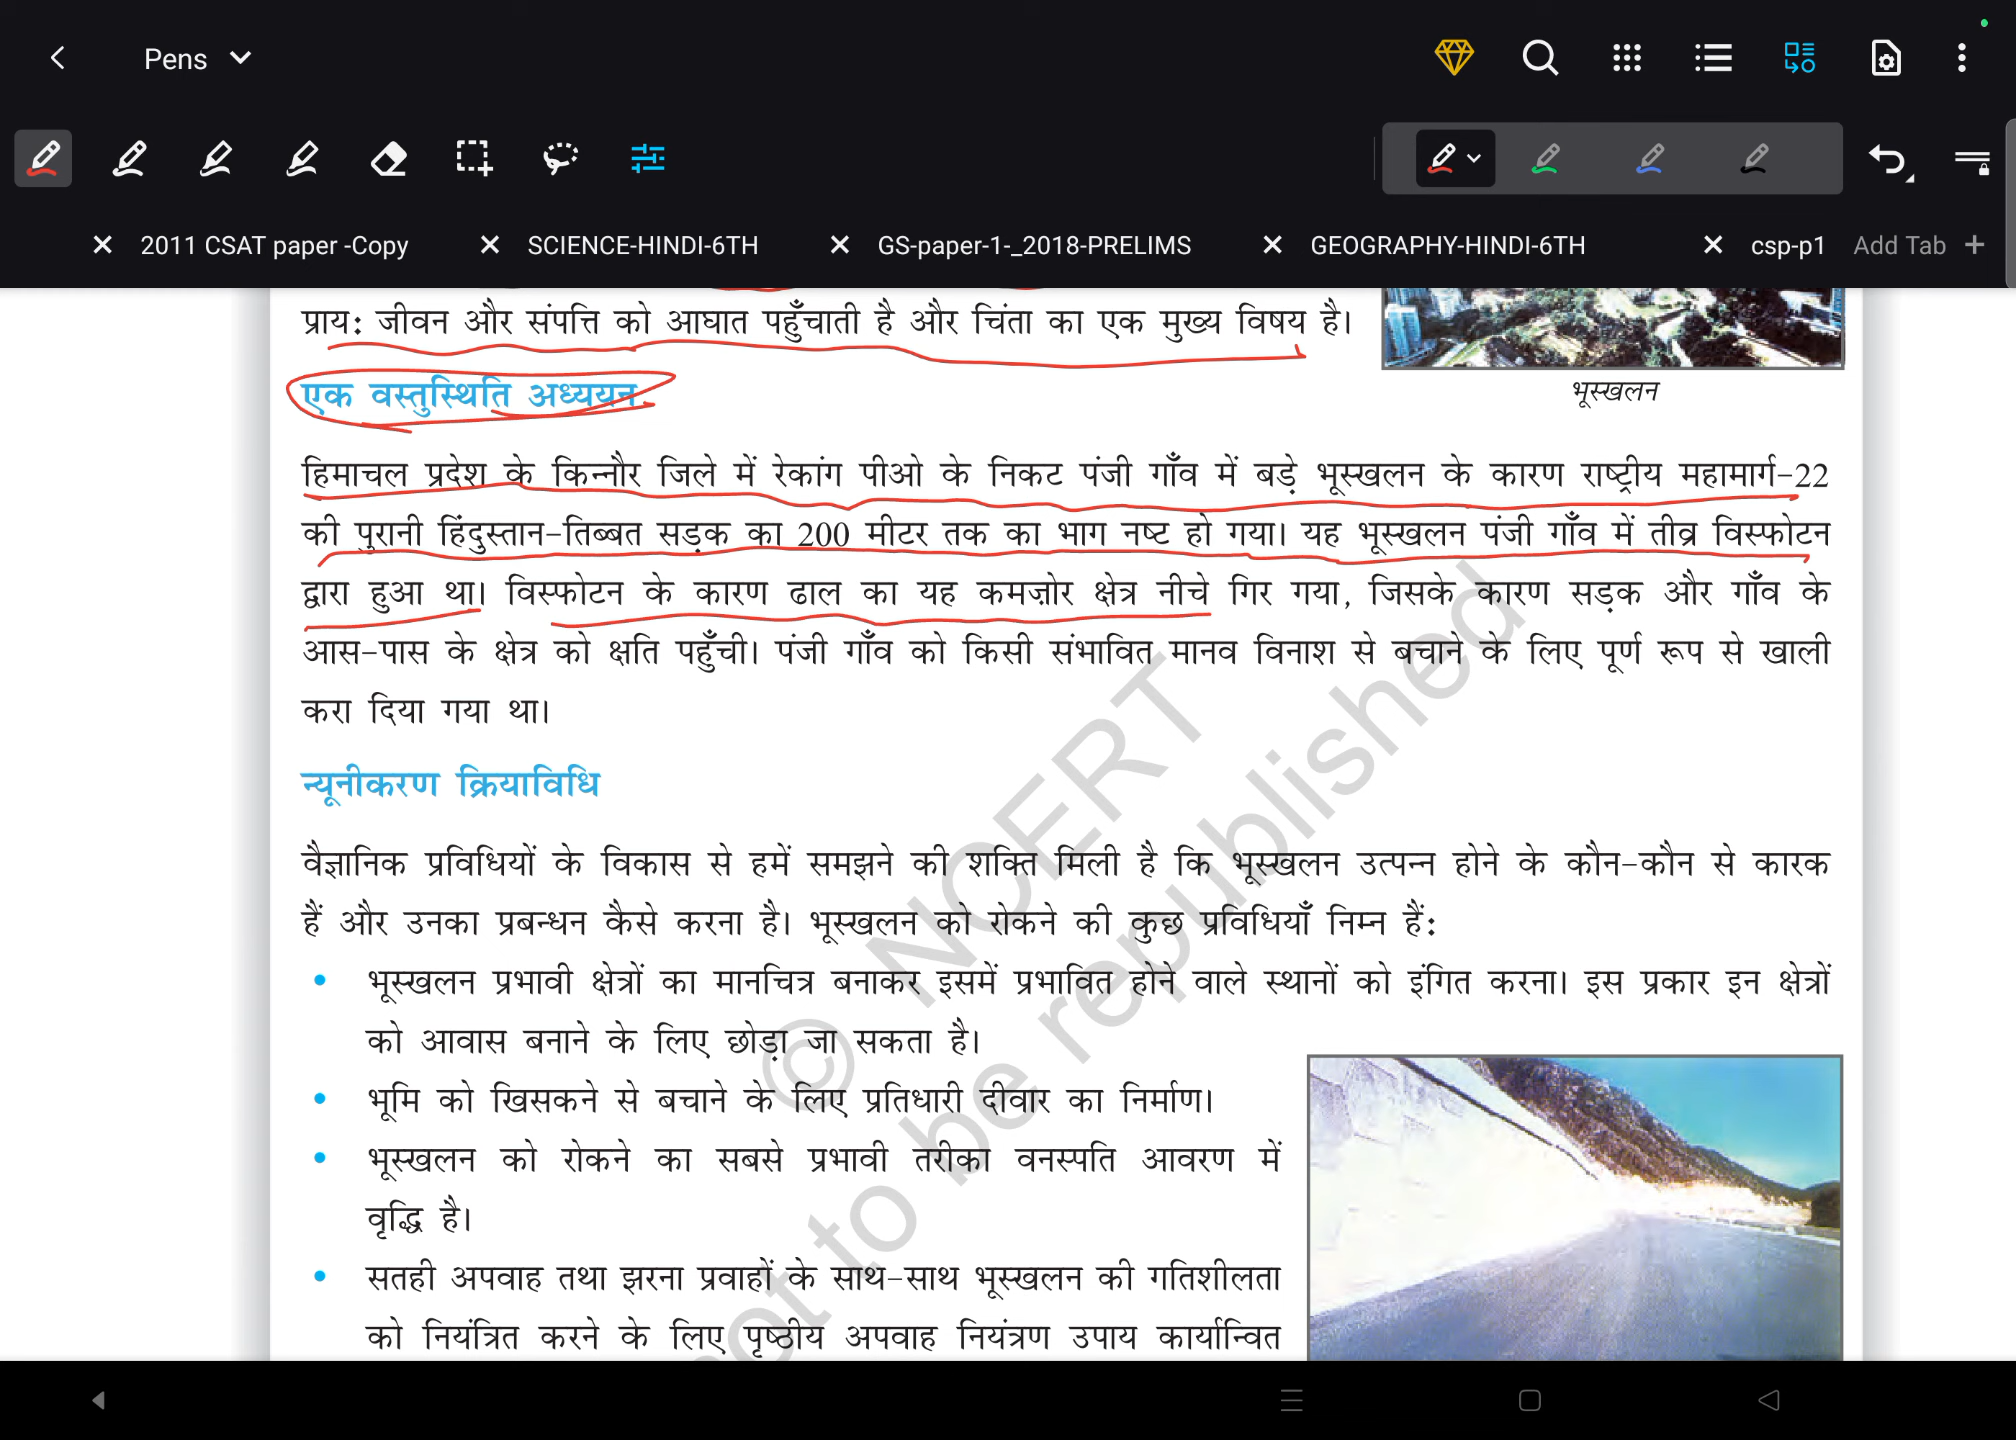 Pens
2011 CSAT paper -Copy
SCIENCE-HINDI-6TH
GS-paper-1-_2018-PRELIMS
GEOGRAPHY-HINDI-6TH
csp-p1
Add Tab +
प्रायः जीवन और संपत्ति को आघात पहुँचाती है और चिंता का एक मुख्य विषय है।
भूस्खलन
एक वस्तुस्थिति अध्ययन
हिमाचल प्रदेश के किन्नौर जिले में रेकांग पीओ के निकट पंजी गाँव में बड़े भूस्खलन के कारण राष्ट्रीय महामार्ग-22
की पुरानी हिंदुस्तान-तिब्बत सड़क का 200 मीटर तक का भाग नष्ट हो गया। यह भूस्खलन पंजी गाँव में तीव्र विस्फोटन
द्वारा हुआ था। विस्फोटन के कारण ढाल का यह कमज़ोर क्षेत्र नीचे गिर गया, जिसके कारण सड़क और गाँव के
आस-पास के क्षेत्र को क्षति पहुँची। पंजी गाँव को किसी संभावित मानव विनाश से बचाने के लिए पूर्ण रूप से खाली
करा दिया गया था।
न्यूनीकरण क्रियाविधि
वैज्ञानिक प्रविधियों के विकास से हमें समझने की शक्ति मिली है कि भूस्खलन उत्पन्न होने के कौन-कौन से कारक
हैं और उनका प्रबन्धन कैसे करना है। भूस्खलन को रोकने की कुछ प्रविधियाँ निम्न हैं:
• भूस्खलन प्रभावी क्षेत्रों का मानचित्र बनाकर इसमें प्रभावित होने वाले स्थानों को इंगित करना। इस प्रकार इन क्षेत्रों
को आवास बनाने के लिए छोड़ा जा सकता है।
• भूमि को खिसकने से बचाने के लिए प्रतिधारी दीवार का निर्माण।
• भूस्खलन को रोकने का सबसे प्रभावी तरीका वनस्पति आवरण में
वृद्धि है।
• सतही अपवाह तथा झरना प्रवाहों के साथ-साथ भूस्खलन की गतिशीलता
को नियंत्रित करने के लिए पृष्ठीय अपवाह नियंत्रण उपाय कार्यान्वित
© NCERT
not to be republished